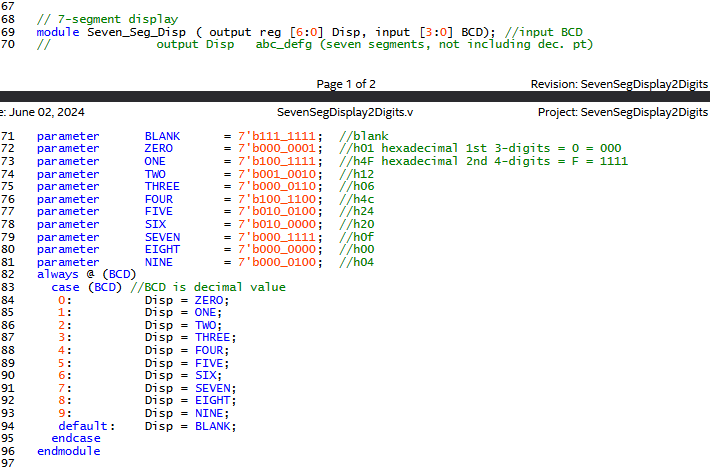 67
68 // 7-segment display
69 module Seven_Seg_Disp ( output reg [6:0] Disp, input [3:0] BCD); //input BCD
70 // output Disp abc_defg (seven segments, not including dec. pt)
Page 1 of 2 Revision: SevenSegDisplay2Digits
e: June 02, 2024 SevenSegDisplay2Digits.v Project: SevenSegDisplay2Digits
71 parameter BLANK = 7'b111_1111; //blank
72 parameter ZERO = 7'b000_0001; //h01 hexadecimal 1st 3-digits = 0 = 000
73 parameter ONE = 7'b100_1111; //h4F hexadecimal 2nd 4-digits = F = 1111
74 parameter TWO = 7'b001_0010; //h12
75 parameter THREE = 7'b000_0110; //h06
76 parameter FOUR = 7'b100_1100; //h4c
77 parameter FIVE = 7'b010_0100; //h24
78 parameter SIX = 7'b010_0000; //h20
79 parameter SEVEN = 7'b000_1111; //h0f
80 parameter EIGHT = 7'b000_0000; //h00
81 parameter NINE = 7'b000_0100; //h04
82 always @ (BCD)
83 case (BCD) //BCD is decimal value
84 0: Disp = ZERO;
85 1: Disp = ONE;
86 2: Disp = TWO;
87 3: Disp = THREE;
88 4: Disp = FOUR;
89 5: Disp = FIVE;
90 6: Disp = SIX;
91 7: Disp = SEVEN;
92 8: Disp = EIGHT;
93 9: Disp = NINE;
94 default: Disp = BLANK;
95 endcase
96 endmodule
97